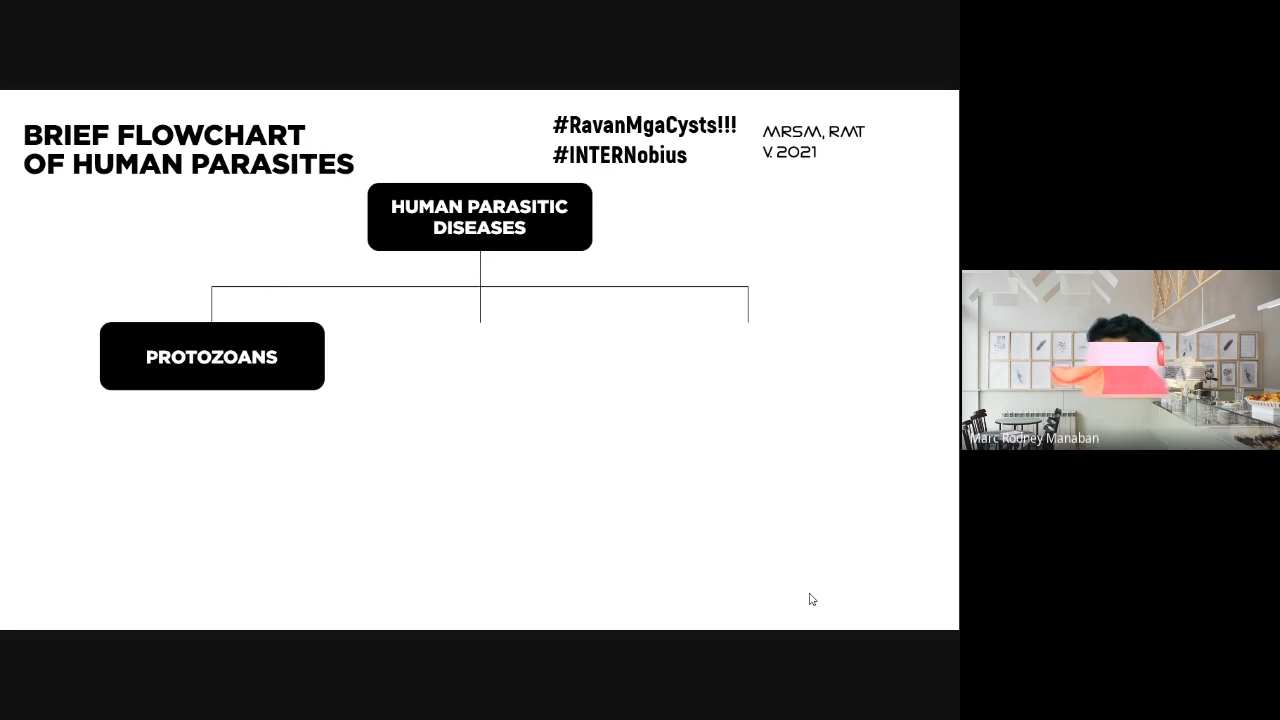 BRIEF FLOWCHART
OF HUMAN PARASITES
#RavanMgaCysts!!!
#INTERNobius
MRSM, RMT
V. 2021
HUMAN PARASITIC
DISEASES
PROTOZOANS
Marc Rodney Manaban